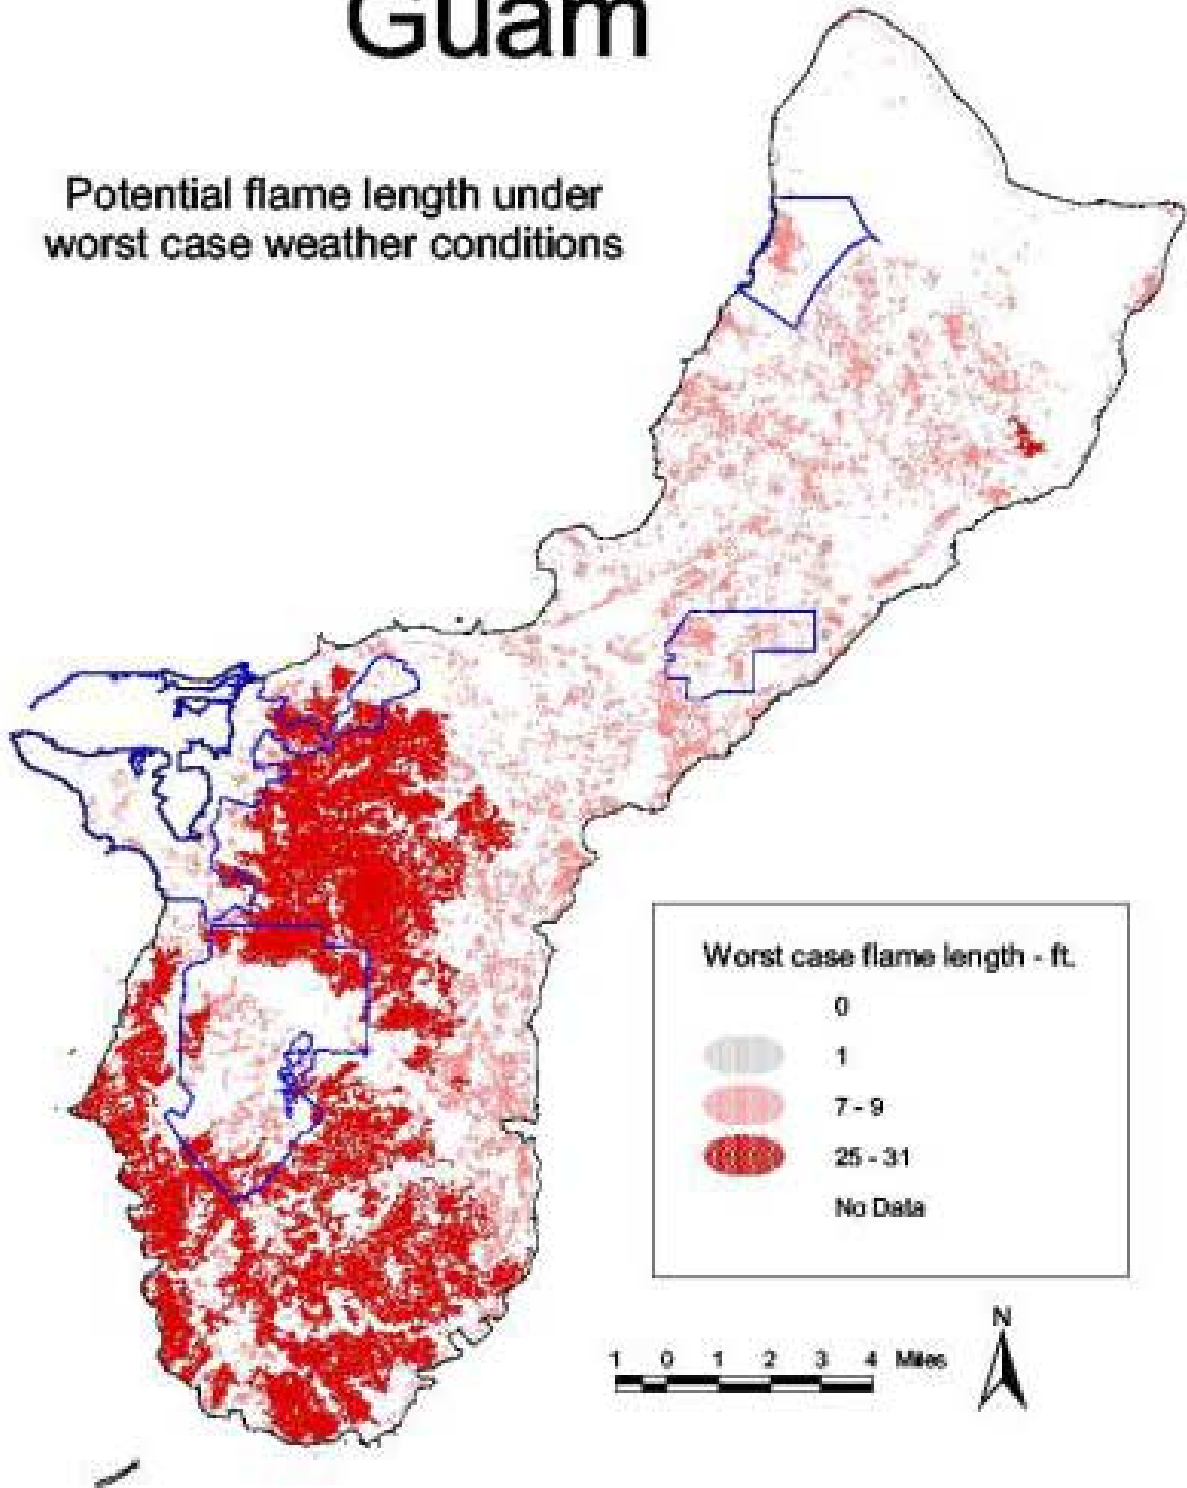 Guam
Potential flame length under
worst case weather conditions
Worst case flame length - ft.
0
1
7 - 9
25 - 31
No Data
N
1 0 1 2 3 4 Miles